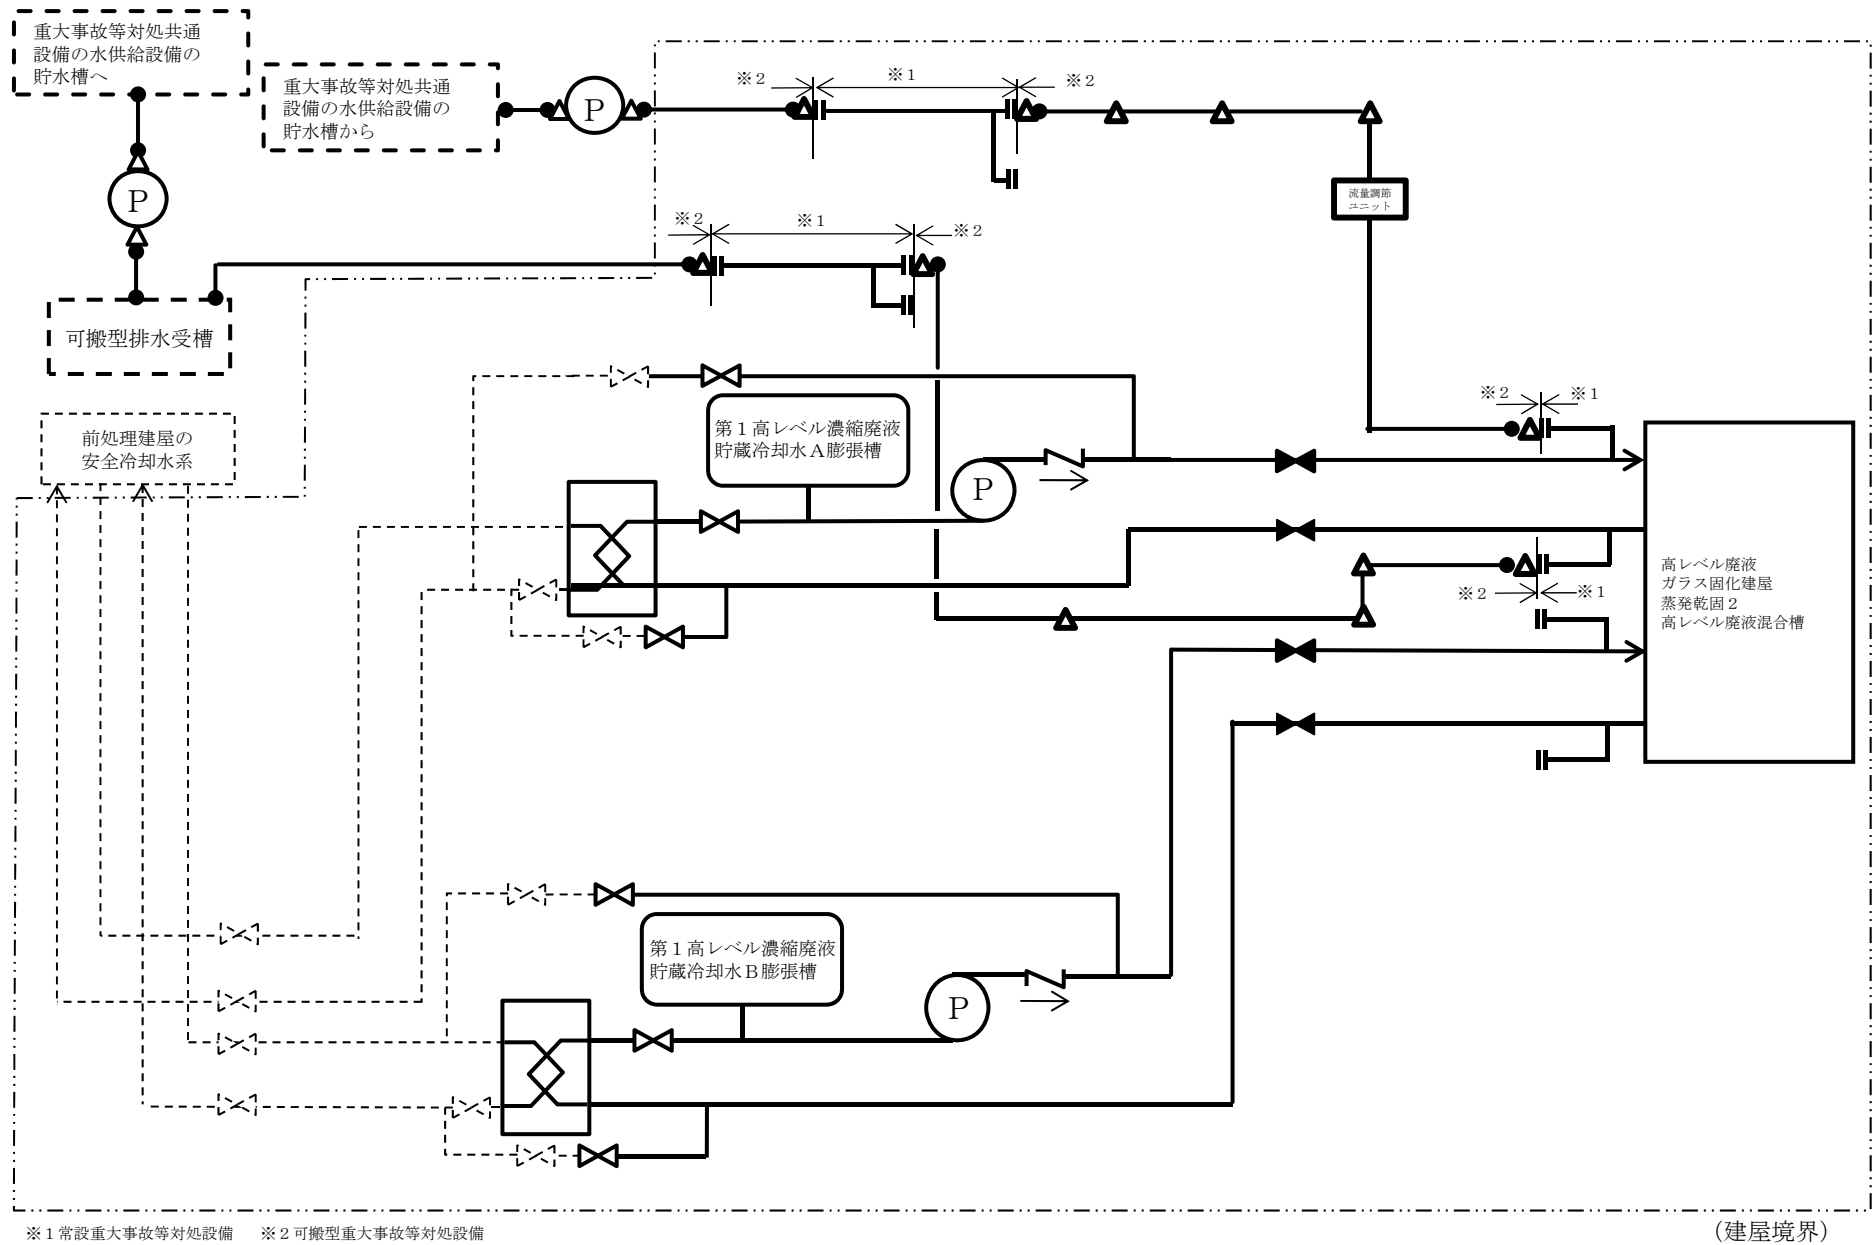 重大事故等対処共通
設備の水供給設備の
貯水槽へ
重大事故等対処共通
設備の水供給設備の
貯水槽から
P
P
※2
※1
※2
流量調節
ユニット
※2
※1
※2
可搬型排水受槽
前処理建屋の
安全冷却水系
第1高レベル濃縮廃液
貯蔵冷却水A膨張槽
P
※2
※1
※2
※1
高レベル廃液
ガラス固化建屋
蒸発乾固2
高レベル廃液混合槽
第1高レベル濃縮廃液
貯蔵冷却水B膨張槽
P
※1常設重大事故等対処設備 ※2可搬型重大事故等対処設備
（建屋境界）